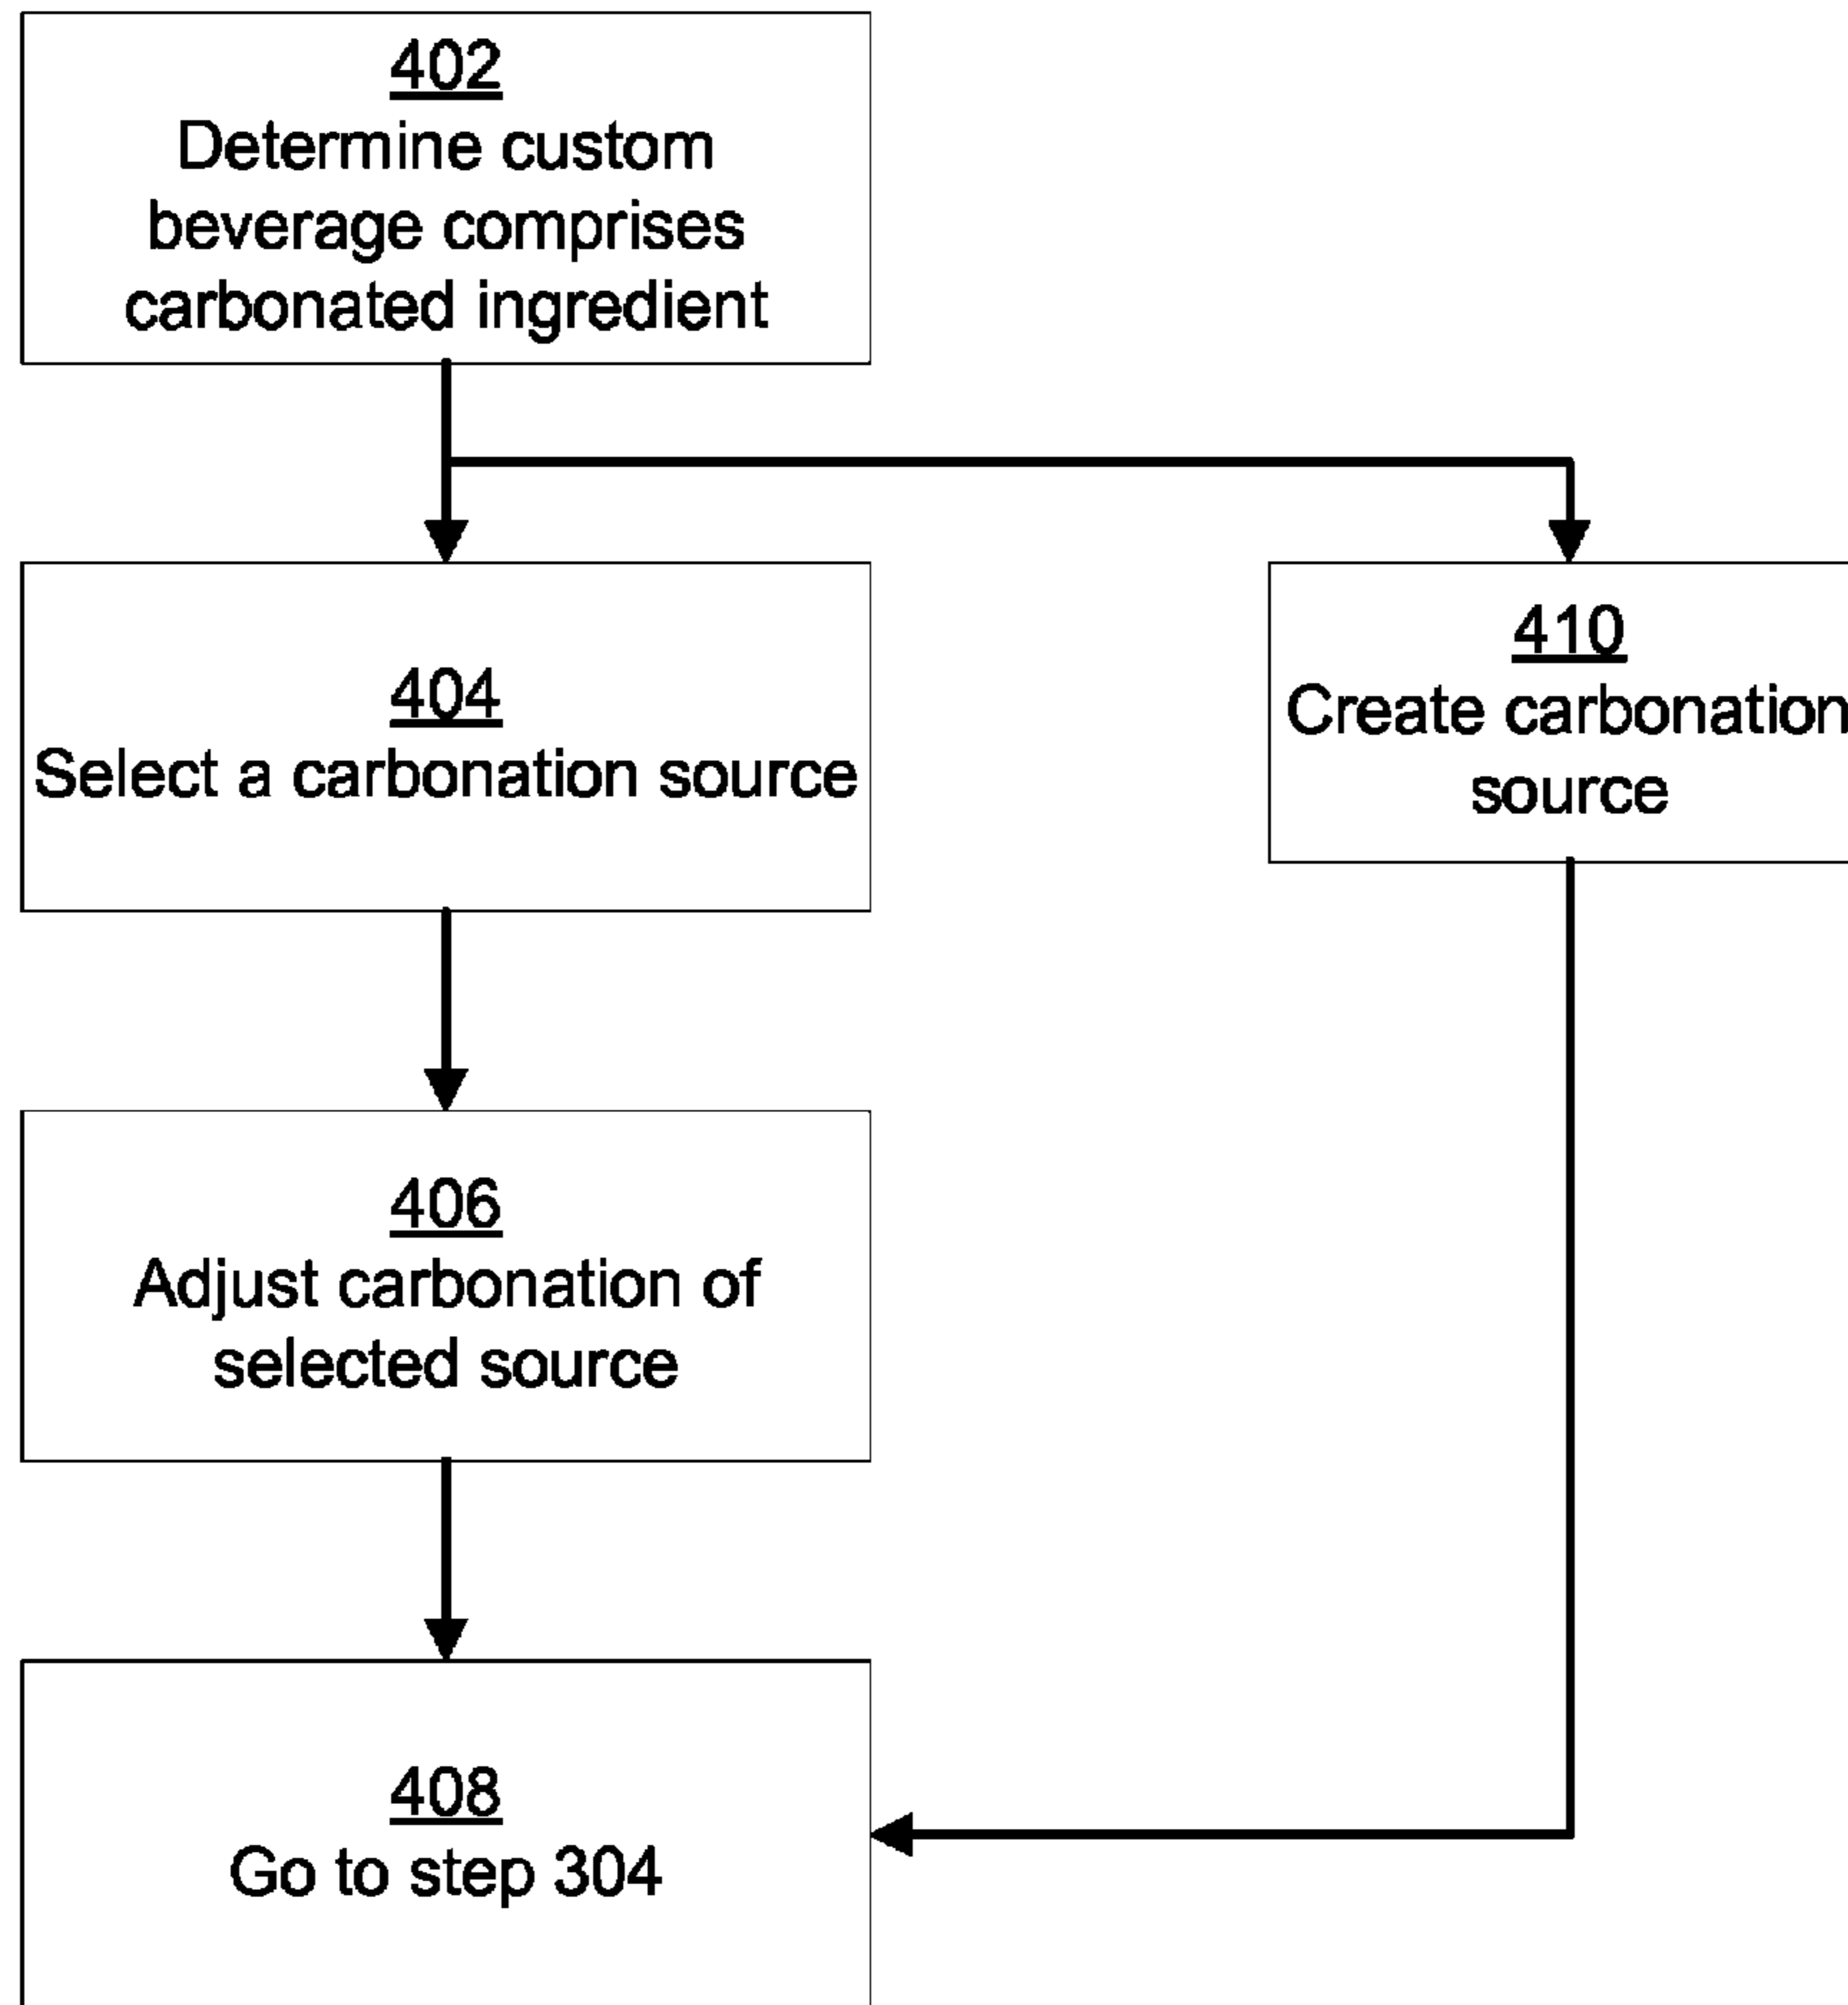 402
Determine custom
beverage comprises
carbonated ingredient
404
Select a carbonation source
410
Create carbonation
source
406
Adjust carbonation of
selected source
408
Go to step 304